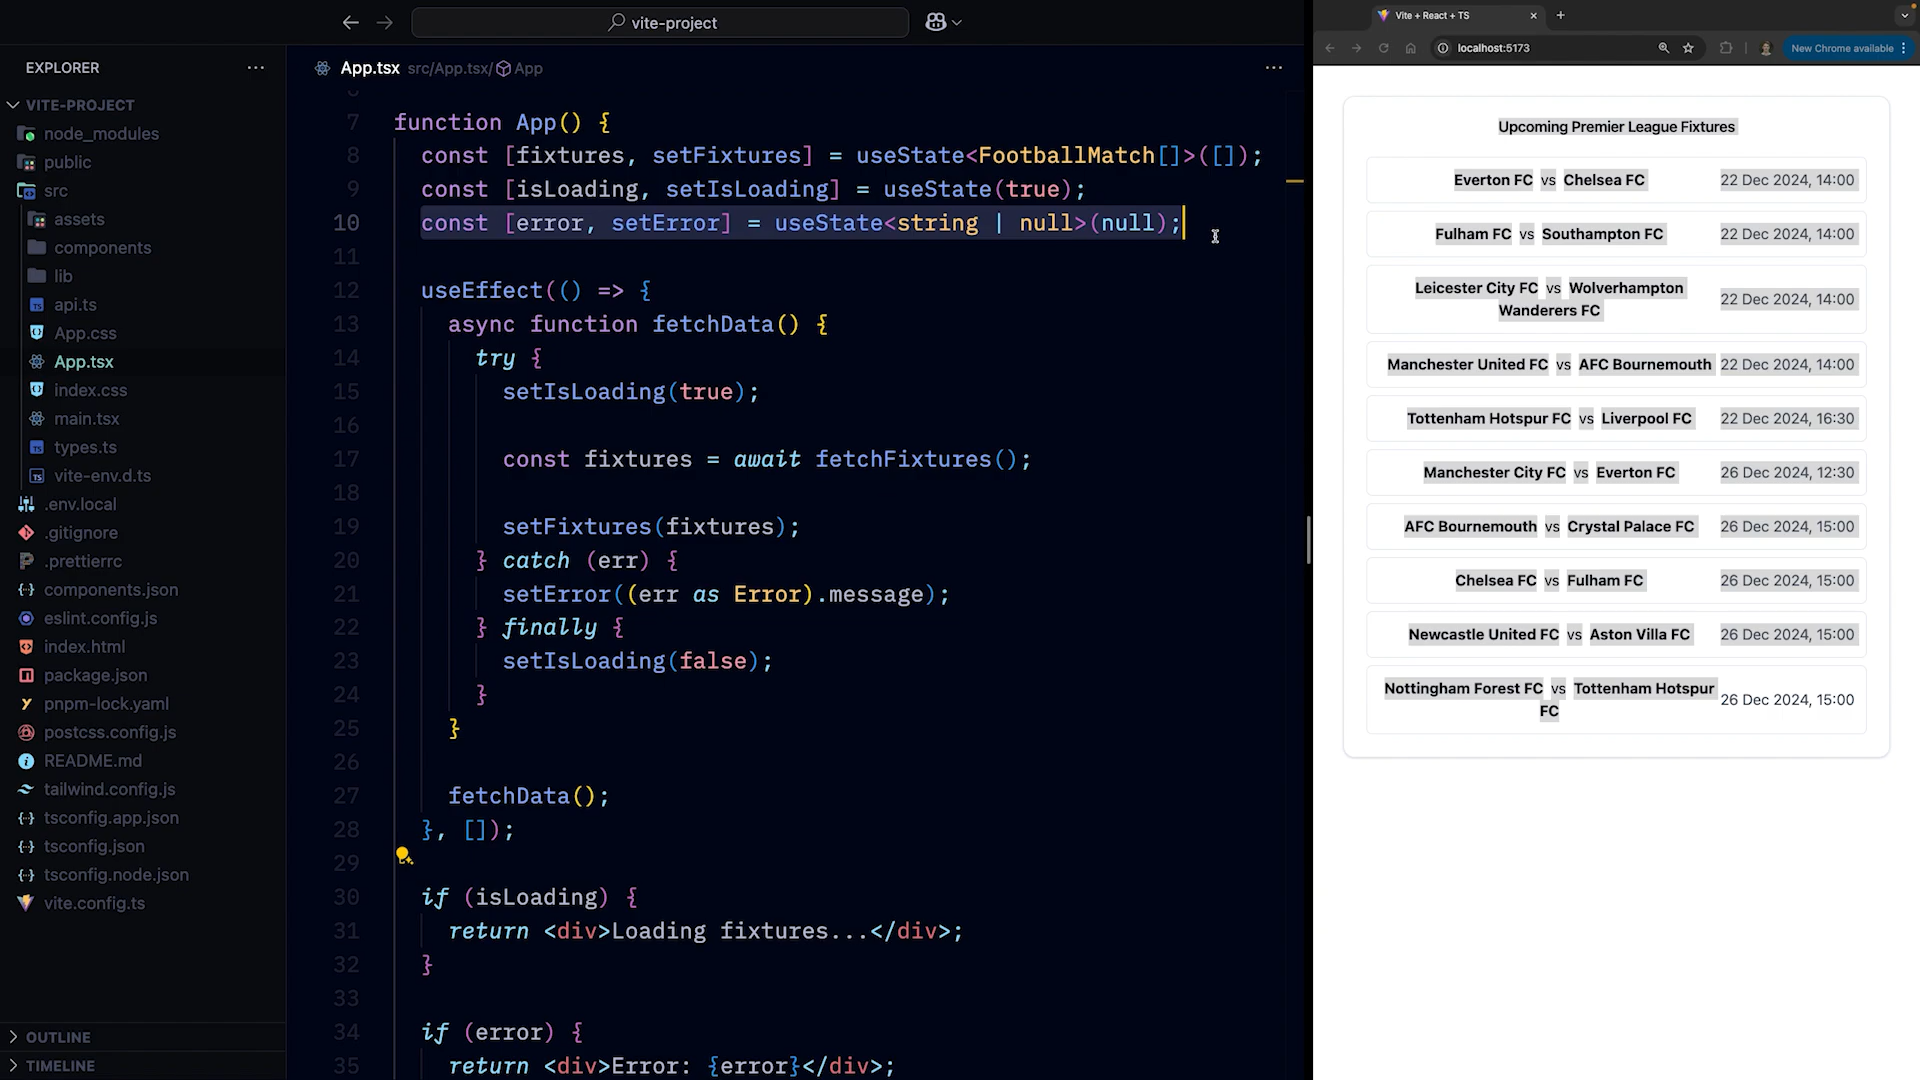 vite-project
EXPLORER
VITE-PROJECT
node_modules
public
src
assets
components
lib
api.ts
App.css
App.tsx
index.css
main.tsx
types.ts
vite-env.d.ts
.env.local
.gitignore
.prettierrc
components.json
eslint.config.js
index.html
package.json
pnpm-lock.yaml
postcss.config.js
README.md
tailwind.config.js
tsconfig.app.json
tsconfig.json
tsconfig.node.json
vite.config.ts
OUTLINE
TIMELINE
App.tsx src/App.tsx/ App
7 function App() {
8 const [fixtures, setFixtures] = useState<FootballMatch[]>([]);
9 const [isLoading, setIsLoading] = useState(true);
10 const [error, setError] = useState<string | null>(null);
11
12 useEffect(() => {
13 async function fetchData() {
14 try {
15 setIsLoading(true);
16
17 const fixtures = await fetchFixtures();
18
19 setFixtures(fixtures);
20 } catch (err) {
21 setError((err as Error).message);
22 } finally {
23 setIsLoading(false);
24 }
25 }
26
27 fetchData();
28 }, []);
29
30 if (isLoading) {
31 return <div>Loading fixtures...</div>;
32 }
33
34 if (error) {
35 return <div>Error: {error}</div>;
Vite + React + TS
localhost:5173
New Chrome available
Upcoming Premier League Fixtures
Everton FC vs Chelsea FC 22 Dec 2024, 14:00
Fulham FC vs Southampton FC 22 Dec 2024, 14:00
Leicester City FC vs Wolverhampton
Wanderers FC
22 Dec 2024, 14:00
Manchester United FC vs AFC Bournemouth 22 Dec 2024, 14:00
Tottenham Hotspur FC vs Liverpool FC 22 Dec 2024, 16:30
Manchester City FC vs Everton FC 26 Dec 2024, 12:30
AFC Bournemouth vs Crystal Palace FC 26 Dec 2024, 15:00
Chelsea FC vs Fulham FC 26 Dec 2024, 15:00
Newcastle United FC vs Aston Villa FC 26 Dec 2024, 15:00
Nottingham Forest FC vs Tottenham Hotspur
FC
26 Dec 2024, 15:00